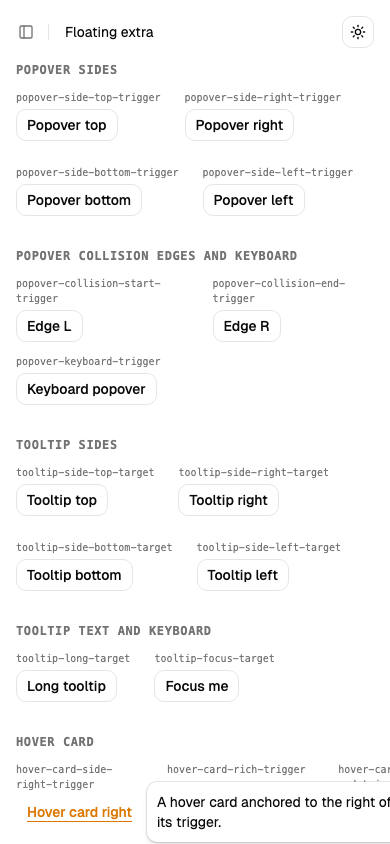 Floating extra
POPOVER SIDES
popover-side-top-trigger popover-side-right-trigger
Popover top Popover right
popover-side-bottom-trigger popover-side-left-trigger
Popover bottom Popover left
POPOVER COLLISION EDGES AND KEYBOARD
popover-collision-start- popover-collision-end-
trigger trigger
Edge L Edge R
popover-keyboard-trigger
Keyboard popover
TOOLTIP SIDES
tooltip-side-top-target tooltip-side-right-target
Tooltip top Tooltip right
tooltip-side-bottom-target tooltip-side-left-target
Tooltip bottom Tooltip left
TOOLTIP TEXT AND KEYBOARD
tooltip-long-target tooltip-focus-target
Long tooltip Focus me
HOVER CARD
hover-card-side- hover-card-rich-trigger
right-trigger
Hover card right
A hover card anchored to the right of
its trigger.